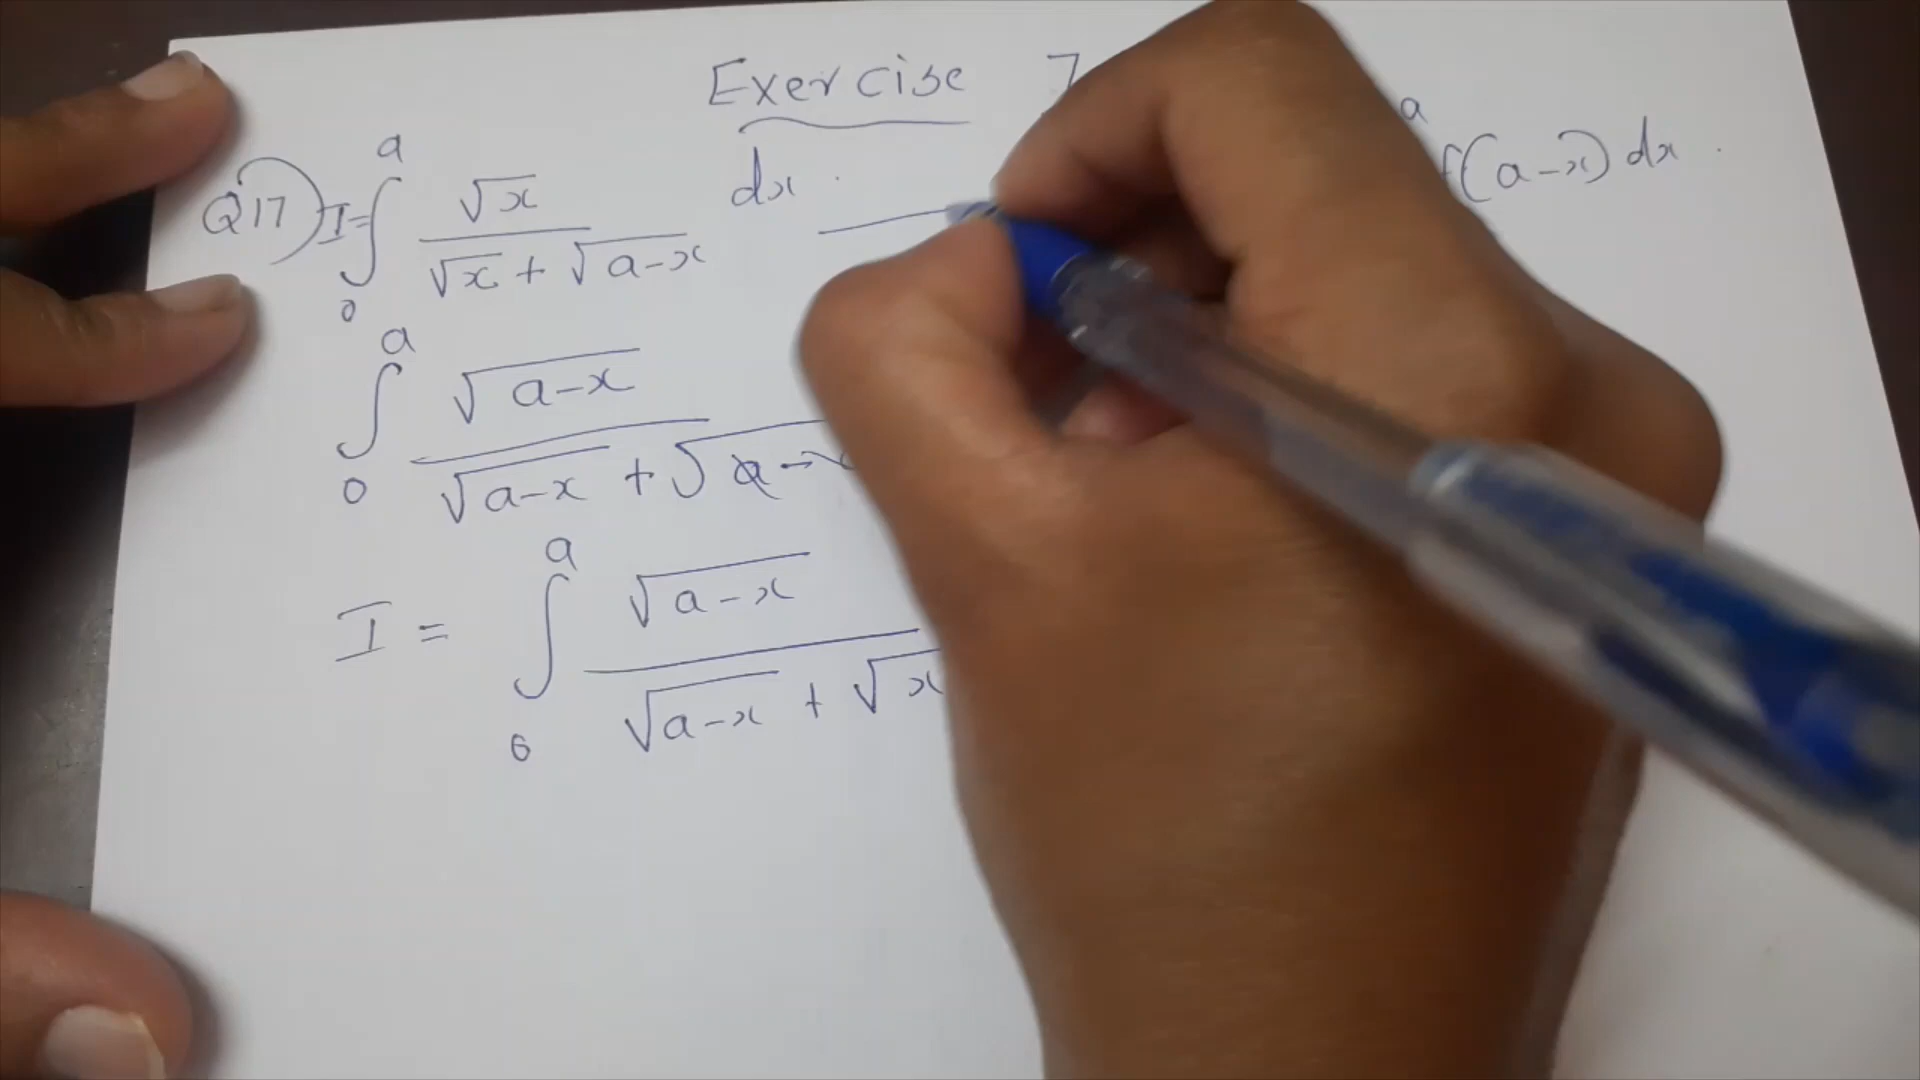 Exercise 7
Q17) I = ∫₀ᵃ √x / (√x + √(a-x)) dx .
f(a-x) dx .
∫₀ᵃ √(a-x) / (√(a-x) + √(a-
I = ∫₀ᵃ √(a-x) / (√(a-x) + √x